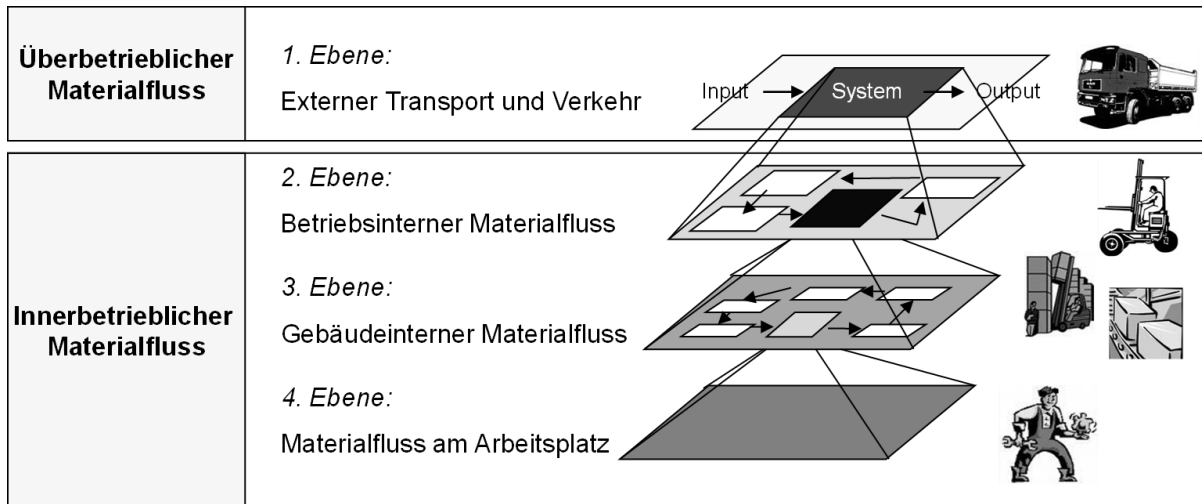 Überbetrieblicher
Materialfluss
1. Ebene:
Externer Transport und Verkehr
Input
System
Output
Innerbetrieblicher
Materialfluss
2. Ebene:
Betriebsinterner Materialfluss
3. Ebene:
Gebäudeinterner Materialfluss
4. Ebene:
Materialfluss am Arbeitsplatz